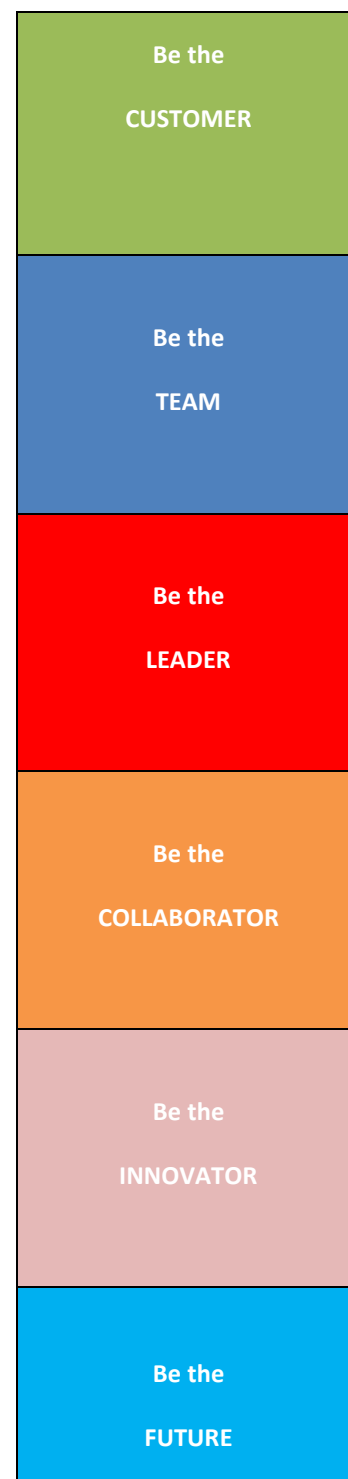 Be the
CUSTOMER
Be the
TEAM
Be the
LEADER
Be the
COLLABORATOR
Be the
INNOVATOR
Be the
FUTURE